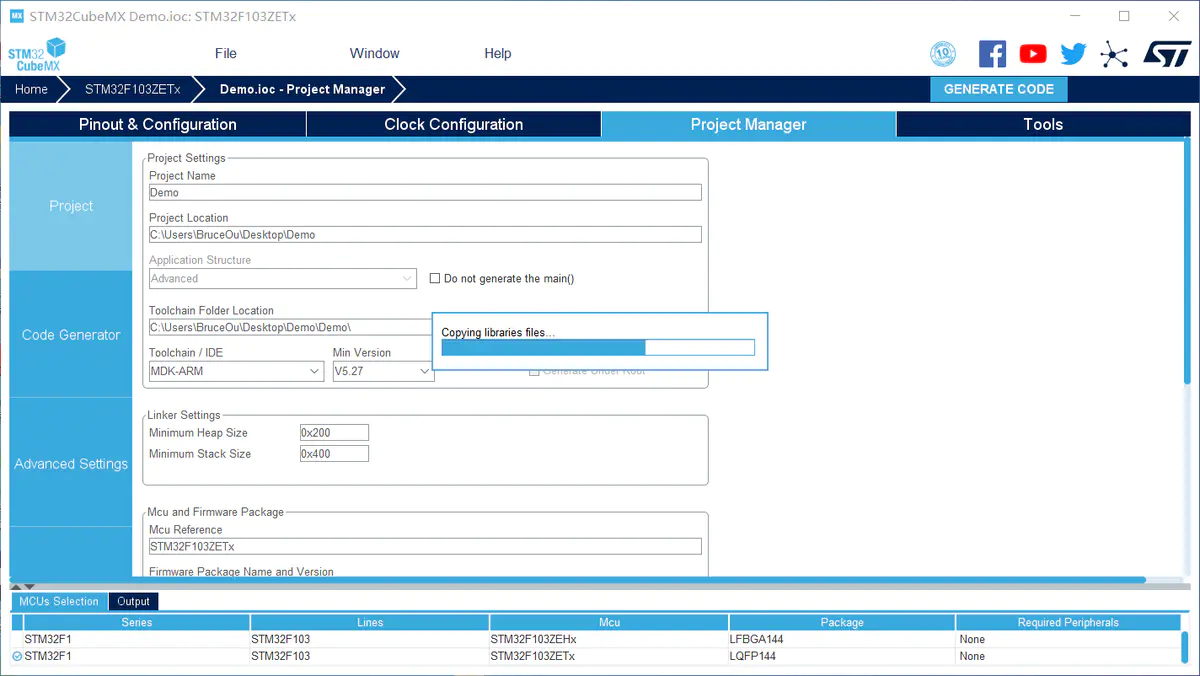 MX STM32CubeMX Demo.ioc: STM32F103ZETx
STM32 CubeMX
File Window Help
10
ST
Home STM32F103ZETx Demo.ioc - Project Manager GENERATE CODE
Pinout & Configuration Clock Configuration Project Manager Tools
Project
Code Generator
Advanced Settings
Project Settings
Project Name
Demo
Project Location
C:\Users\BruceOu\Desktop\Demo
Application Structure
Advanced Do not generate the main()
Toolchain Folder Location
C:\Users\BruceOu\Desktop\Demo\Demo\
Toolchain / IDE Min Version
MDK-ARM V5.27 Generate Under Root
Copying libraries files...
Linker Settings
Minimum Heap Size 0x200
Minimum Stack Size 0x400
Mcu and Firmware Package
Mcu Reference
STM32F103ZETx
Firmware Package Name and Version
MCUs Selection Output
Series Lines Mcu Package Required Peripherals
STM32F1 STM32F103 STM32F103ZEHx LFBGA144 None
STM32F1 STM32F103 STM32F103ZETx LQFP144 None